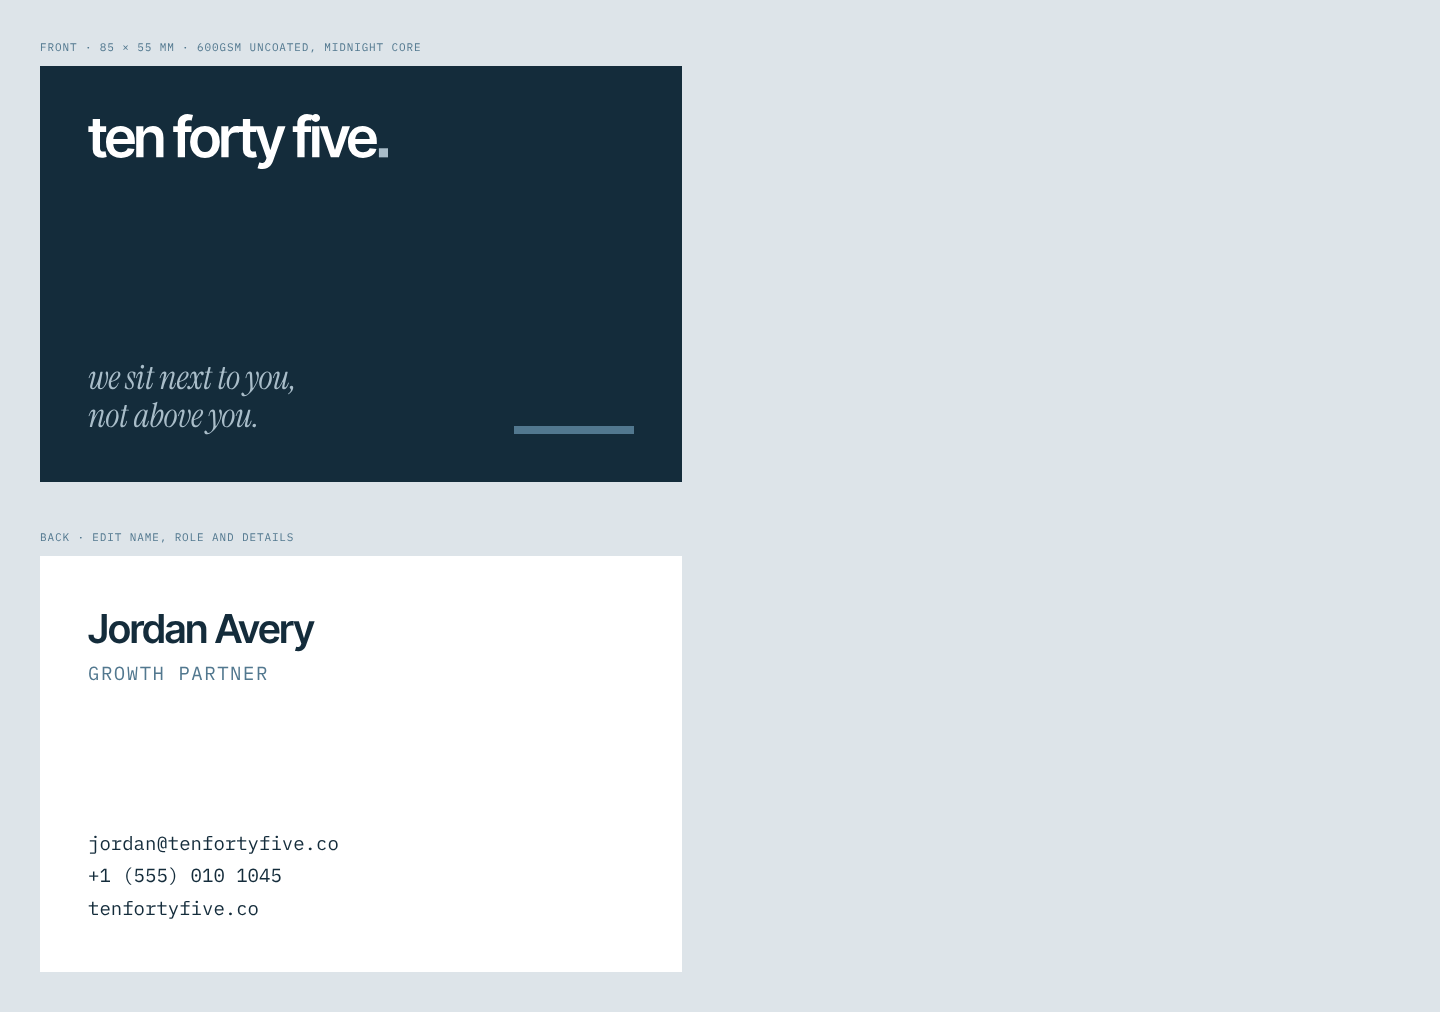 FRONT · 85 × 55 MM · 600GSM UNCOATED, MIDNIGHT CORE
ten forty five.
we sit next to you,
not above you.
BACK · EDIT NAME, ROLE AND DETAILS
Jordan Avery
GROWTH PARTNER
jordan@tenfortyfive.co
+1 (555) 010 1045
tenfortyfive.co